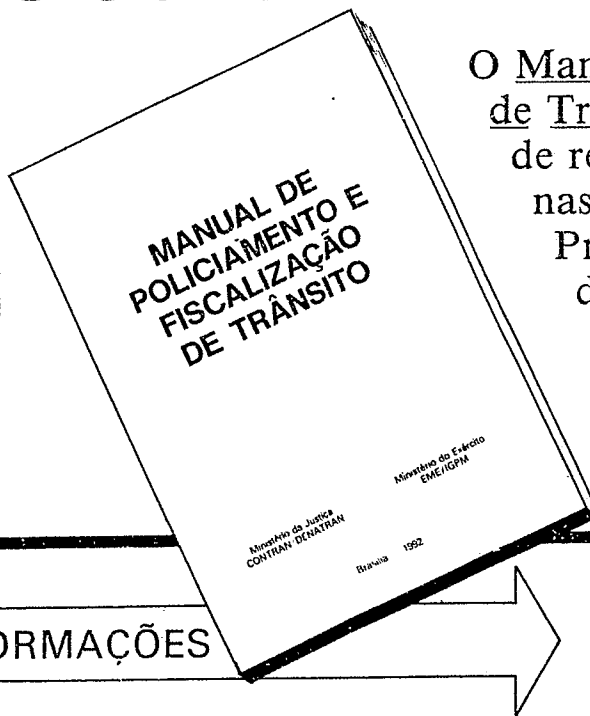 O Man
de Tr
de re
nas
Pr
d
MANUAL DE
POLICIAMENTO E
FISCALIZAÇÃO
DE TRÂNSITO
Ministério do Exército
EME/IGPM
Ministério da Justiça
CONTRAN-DENATRAN
Brasília 1992
ORMAÇÕES